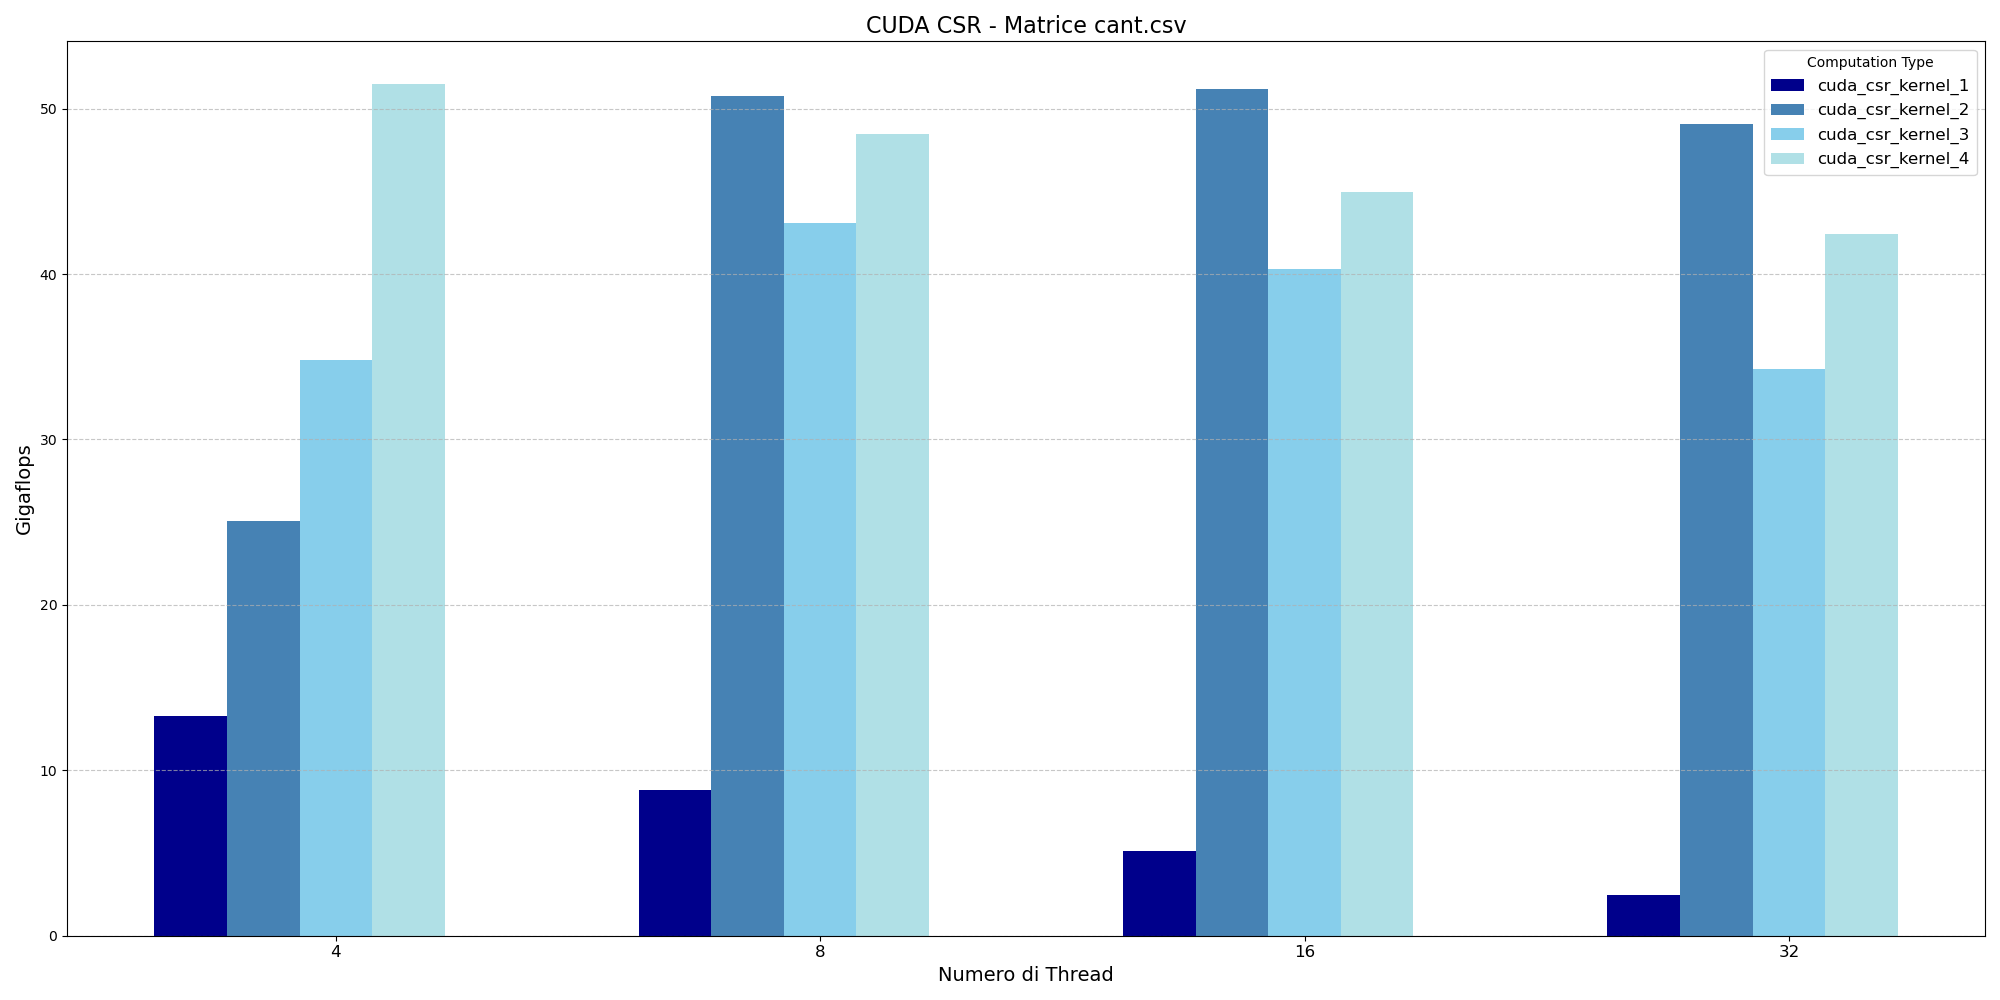 CUDA CSR - Matrice cant.csv
Computation Type
cuda_csr_kernel_1
cuda_csr_kernel_2
cuda_csr_kernel_3
cuda_csr_kernel_4
Gigaflops
50
40
30
20
10
0
4 8 16 32
Numero di Thread